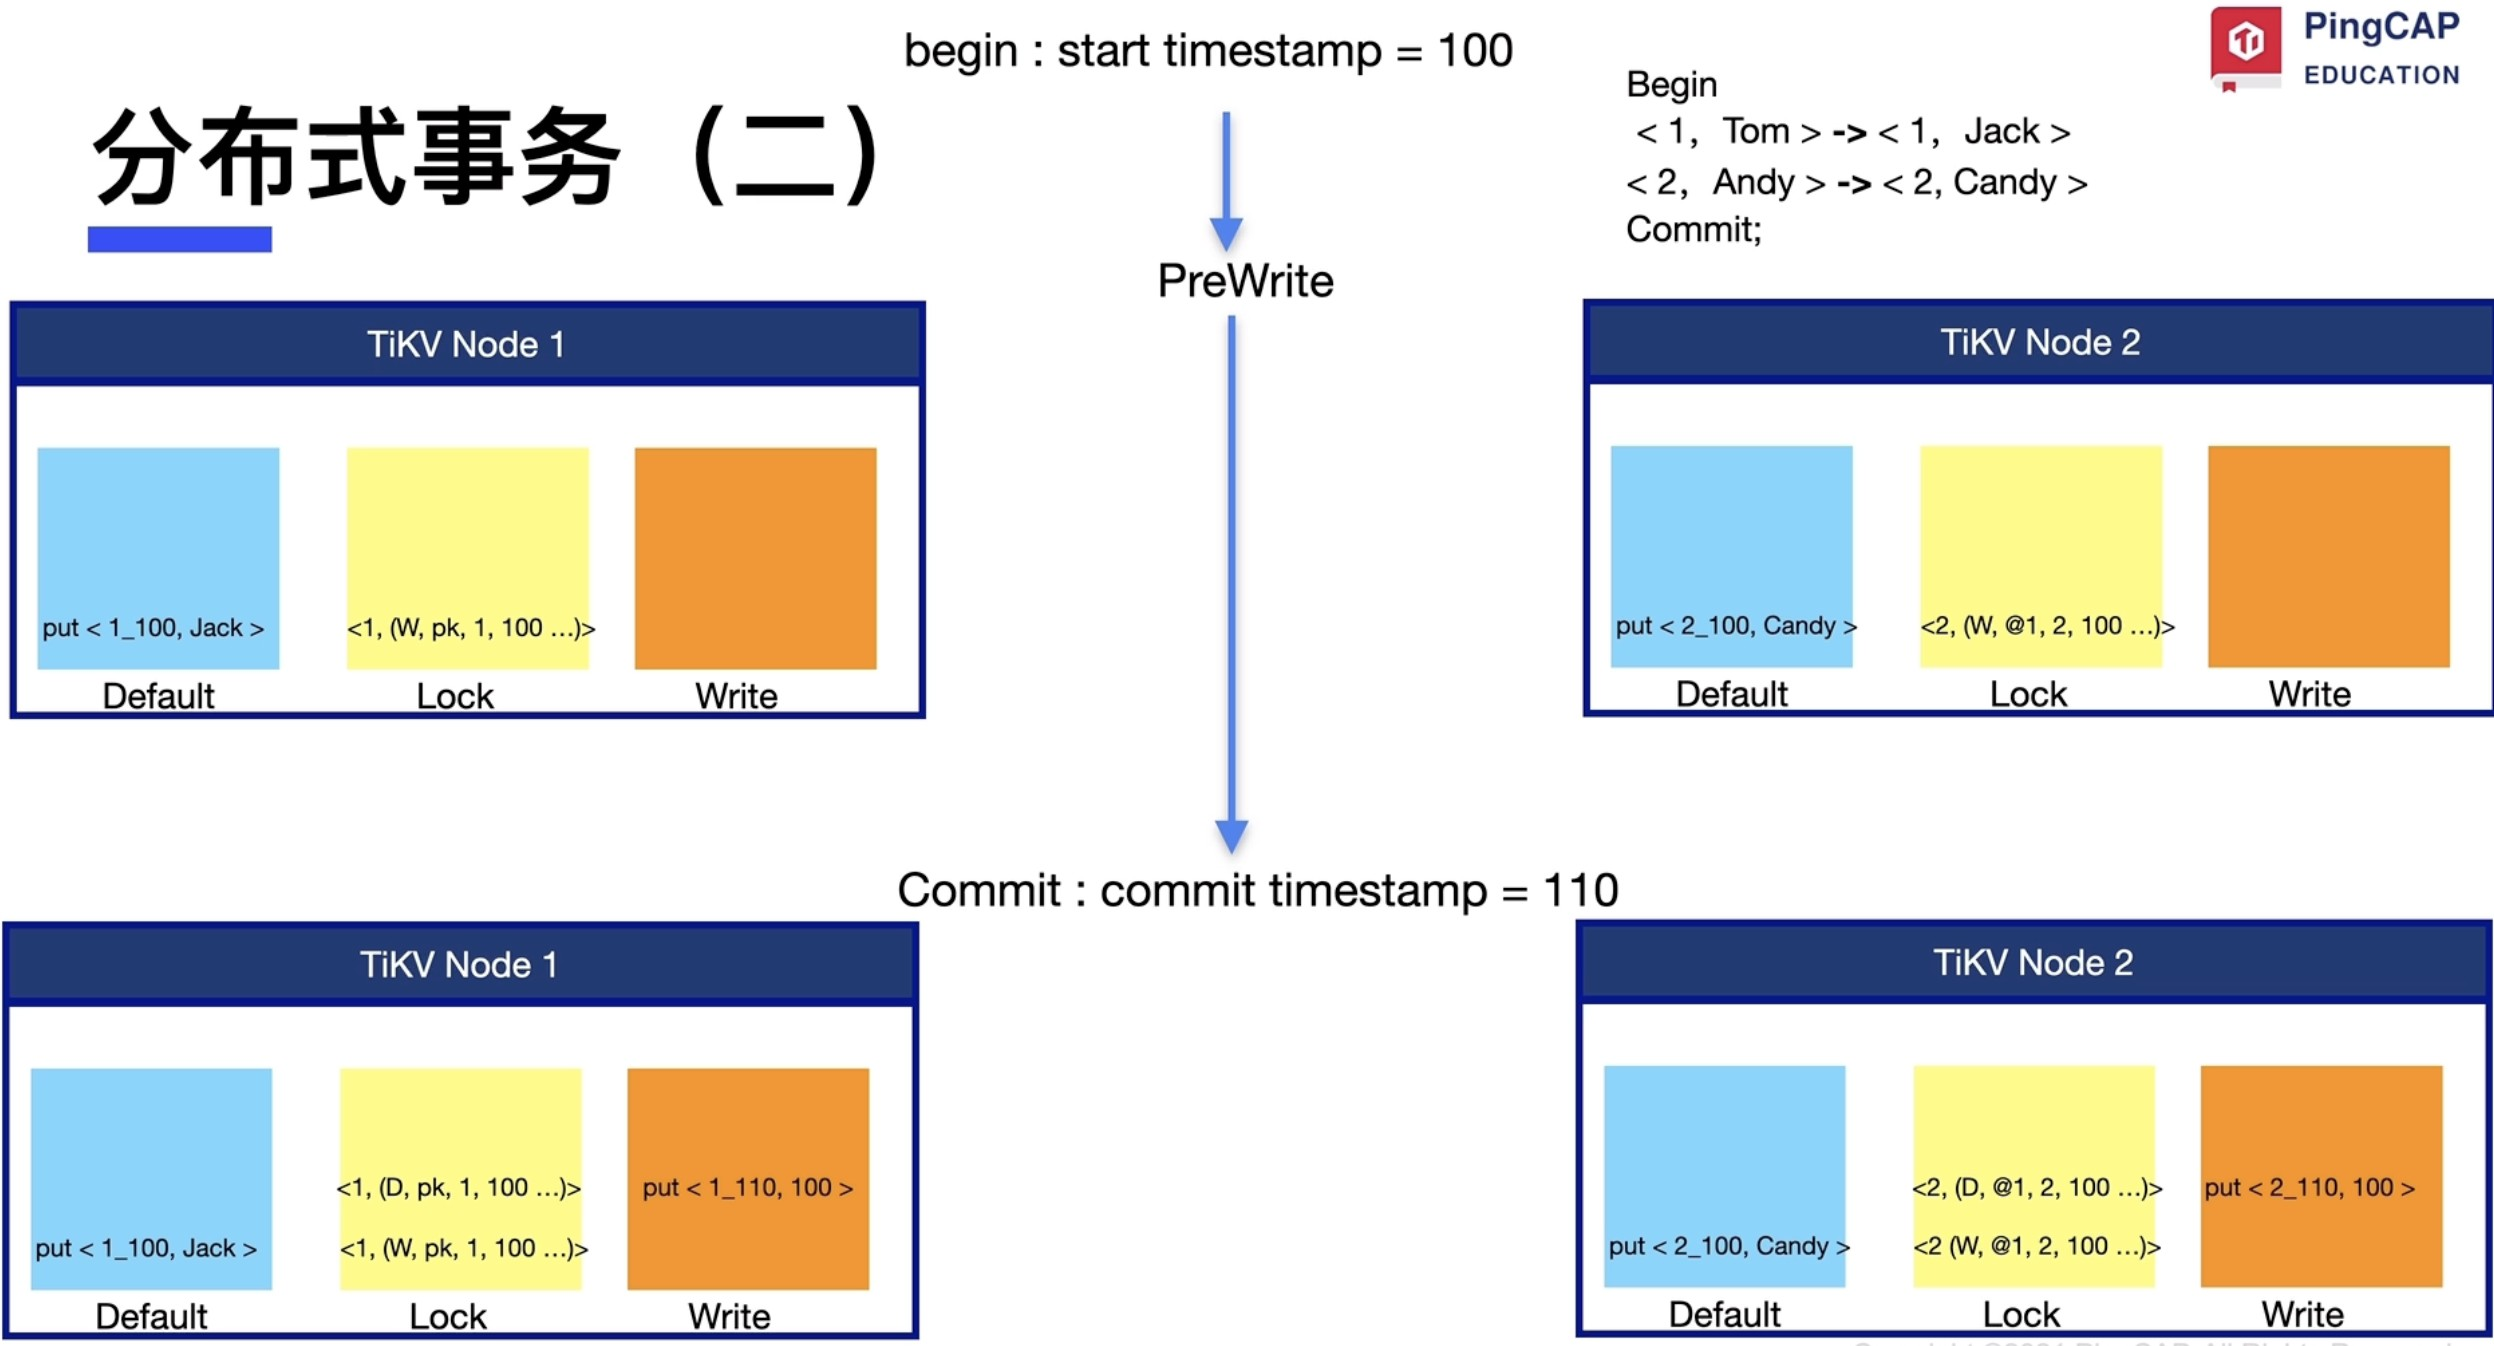 begin : start timestamp = 100
PingCAP
EDUCATION
分布式事务（二）
Begin
< 1,  Tom > -> < 1,  Jack >
< 2,  Andy > -> < 2, Candy >
Commit;
PreWrite
TiKV Node 1
put < 1_100, Jack >
<1, (W, pk, 1, 100 ...)>
Default
Lock
Write
TiKV Node 2
put < 2_100, Candy >
<2, (W, @1, 2, 100 ...)>
Default
Lock
Write
Commit : commit timestamp = 110
TiKV Node 1
<1, (D, pk, 1, 100 ...)>
put < 1_110, 100 >
put < 1_100, Jack >
<1, (W, pk, 1, 100 ...)>
Default
Lock
Write
TiKV Node 2
<2, (D, @1, 2, 100 ...)>
put < 2_110, 100 >
put < 2_100, Candy >
<2 (W, @1, 2, 100 ...)>
Default
Lock
Write